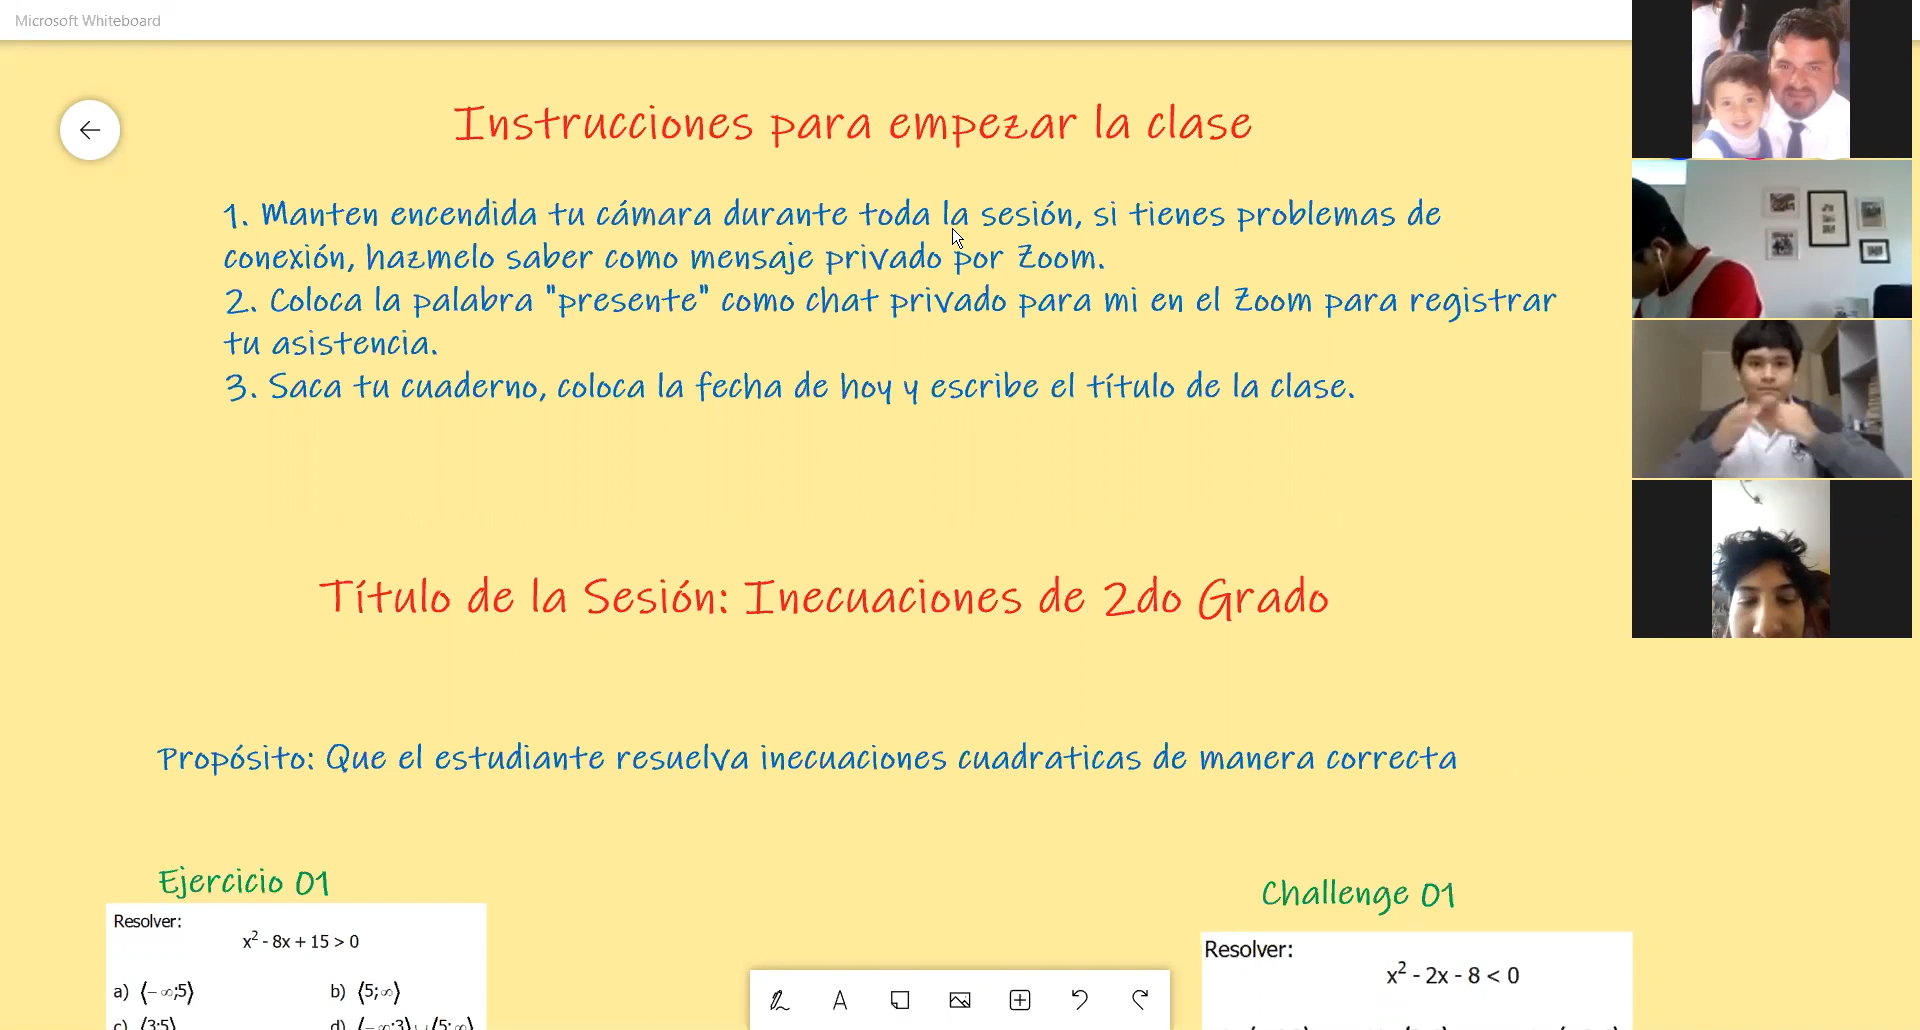 Microsoft Whiteboard
Instrucciones para empezar la clase
1. Manten encendida tu cámara durante toda la sesión, si tienes problemas de
conexión, hazmelo saber como mensaje privado por Zoom.
2. Coloca la palabra "presente" como chat privado para mi en el Zoom para registrar
tu asistencia.
3. Saca tu cuaderno, coloca la fecha de hoy y escribe el título de la clase.
Título de la Sesión: Inecuaciones de 2do Grado
Propósito: Que el estudiante resuelva inecuaciones cuadraticas de manera correcta
Ejercicio 01
Resolver:
x² - 8x + 15 > 0
a) ⟨-∞;5⟩ b) ⟨5;∞⟩
c) ⟨3;5⟩ d) ⟨-∞;3⟩∪⟨5;∞⟩
Challenge 01
Resolver:
x² - 2x - 8 < 0